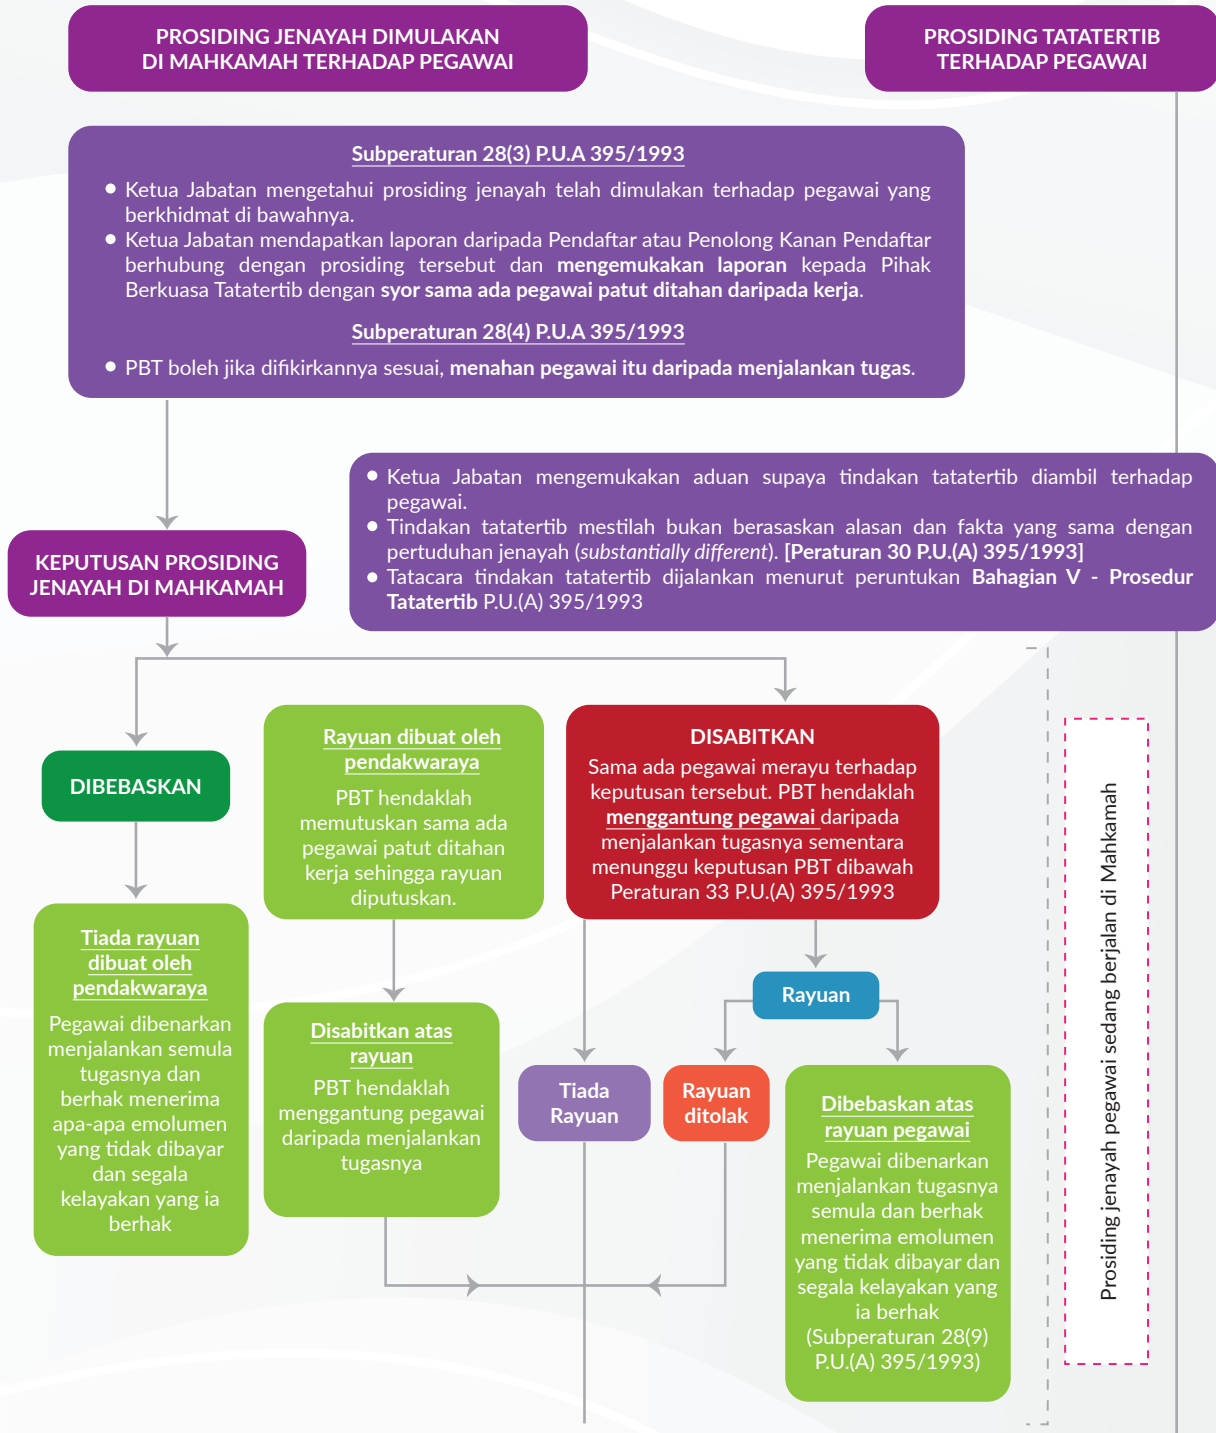 PROSIDING JENAYAH DIMULAKAN
DI MAHKAMAH TERHADAP PEGAWAI
PROSIDING TATATERTIB
TERHADAP PEGAWAI
Subperaturan 28(3) P.U.A 395/1993
• Ketua Jabatan mengetahui prosiding jenayah telah dimulakan terhadap pegawai yang
berkhidmat di bawahnya.
• Ketua Jabatan mendapatkan laporan daripada Pendaftar atau Penolong Kanan Pendaftar
berhubung dengan prosiding tersebut dan mengemukakan laporan kepada Pihak
Berkuasa Tatatertib dengan syor sama ada pegawai patut ditahan daripada kerja.
Subperaturan 28(4) P.U.A 395/1993
• PBT boleh jika difikirkannya sesuai, menahan pegawai itu daripada menjalankan tugas.
• Ketua Jabatan mengemukakan aduan supaya tindakan tatatertib diambil terhadap
pegawai.
• Tindakan tatatertib mestilah bukan berasaskan alasan dan fakta yang sama dengan
pertuduhan jenayah (substantially different). [Peraturan 30 P.U.(A) 395/1993]
• Tatacara tindakan tatatertib dijalankan menurut peruntukan Bahagian V - Prosedur
Tatatertib P.U.(A) 395/1993
KEPUTUSAN PROSIDING
JENAYAH DI MAHKAMAH
DIBEBASKAN
Tiada rayuan
dibuat oleh
pendakwaraya
Pegawai dibenarkan
menjalankan semula
tugasnya dan
berhak menerima
apa-apa emolumen
yang tidak dibayar
dan segala
kelayakan yang ia
berhak
Rayuan dibuat oleh
pendakwaraya
PBT hendaklah
memutuskan sama ada
pegawai patut ditahan
kerja sehingga rayuan
diputuskan.
Disabitkan atas
rayuan
PBT hendaklah
menggantung pegawai
daripada menjalankan
tugasnya
DISABITKAN
Sama ada pegawai merayu terhadap
keputusan tersebut. PBT hendaklah
menggantung pegawai daripada
menjalankan tugasnya sementara
menunggu keputusan PBT dibawah
Peraturan 33 P.U.(A) 395/1993
Rayuan
Tiada
Rayuan
Rayuan
ditolak
Dibebaskan atas
rayuan pegawai
Pegawai dibenarkan
menjalankan tugasnya
semula dan berhak
menerima emolumen
yang tidak dibayar dan
segala kelayakan yang
ia berhak
(Subperaturan 28(9)
P.U.(A) 395/1993)
Prosiding jenayah pegawai sedang berjalan di Mahkamah